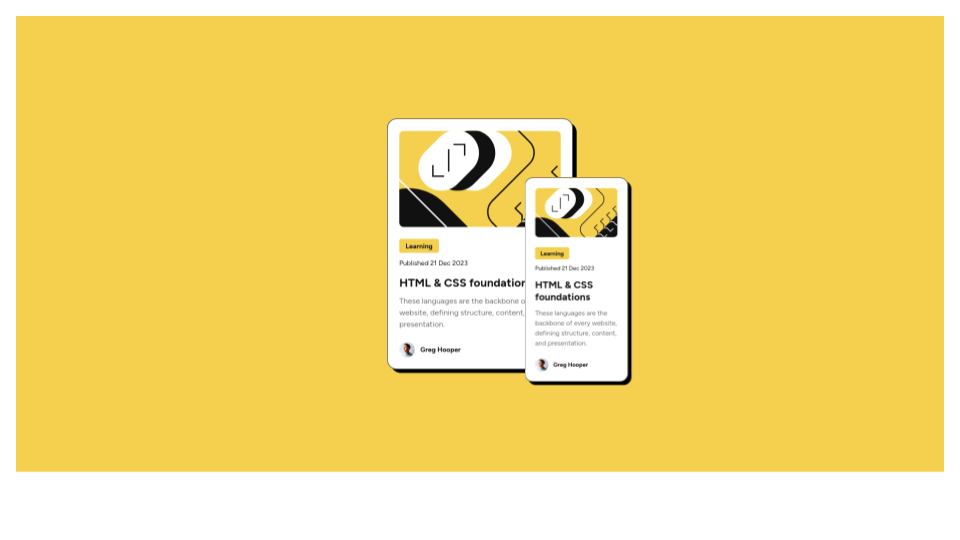 Learning
Published 21 Dec 2023
HTML & CSS foundation
These languages are the backbone o
website, defining structure, content,
presentation.
Greg Hooper
Learning
Published 21 Dec 2023
HTML & CSS
foundations
These languages are the
backbone of every website,
defining structure, content,
and presentation.
Greg Hooper